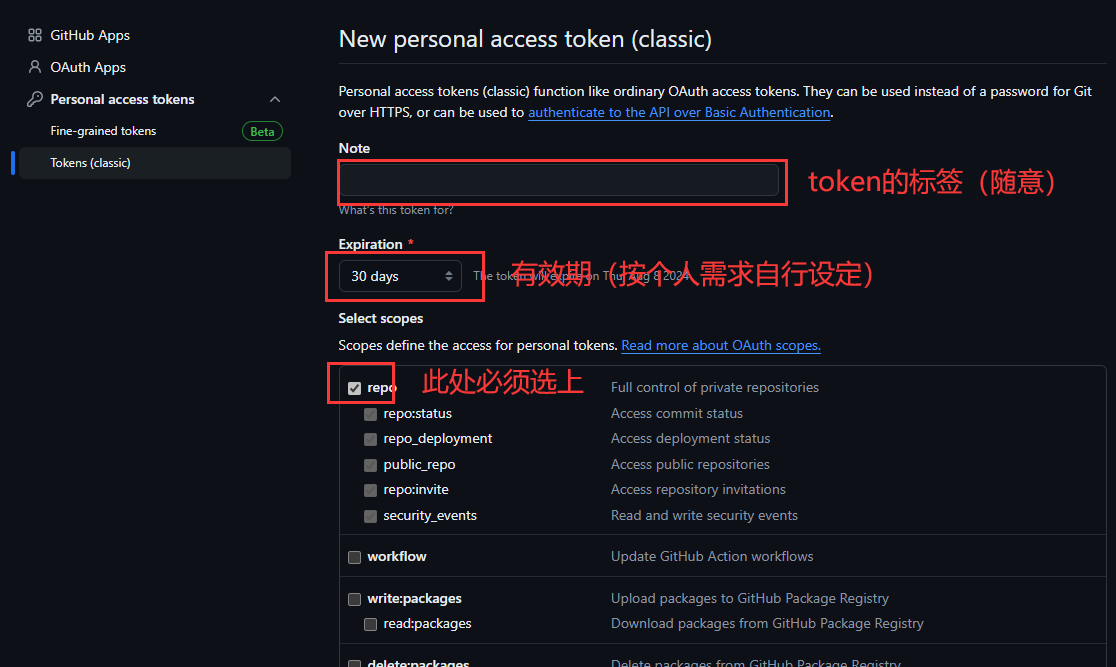 GitHub Apps
OAuth Apps
Personal access tokens
Fine-grained tokens Beta
Tokens (classic)
New personal access token (classic)
Personal access tokens (classic) function like ordinary OAuth access tokens. They can be used instead of a password for Git
over HTTPS, or can be used to authenticate to the API over Basic Authentication.
Note
token的标签（随意）
What's this token for?
Expiration *
30 days The token will expire on Thu, Aug 8 2024
有效期（按个人需求自行设定）
Select scopes
Scopes define the access for personal tokens. Read more about OAuth scopes.
repo 此处必须选上 Full control of private repositories
repo:status Access commit status
repo_deployment Access deployment status
public_repo Access public repositories
repo:invite Access repository invitations
security_events Read and write security events
workflow Update GitHub Action workflows
write:packages Upload packages to GitHub Package Registry
read:packages Download packages from GitHub Package Registry
delete:packages Delete packages from GitHub Package Registry